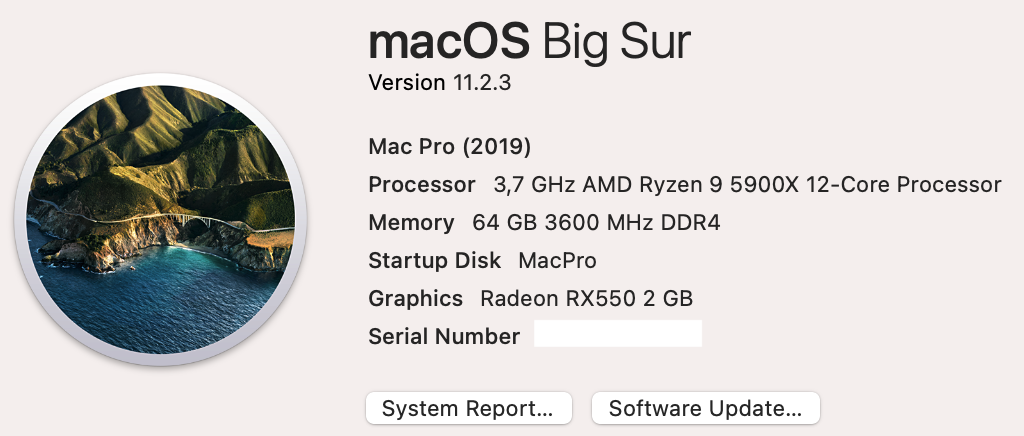 macOS Big Sur
Version 11.2.3
Mac Pro (2019)
Processor 3,7 GHz AMD Ryzen 9 5900X 12-Core Processor
Memory 64 GB 3600 MHz DDR4
Startup Disk MacPro
Graphics Radeon RX550 2 GB
Serial Number
System Report...
Software Update...